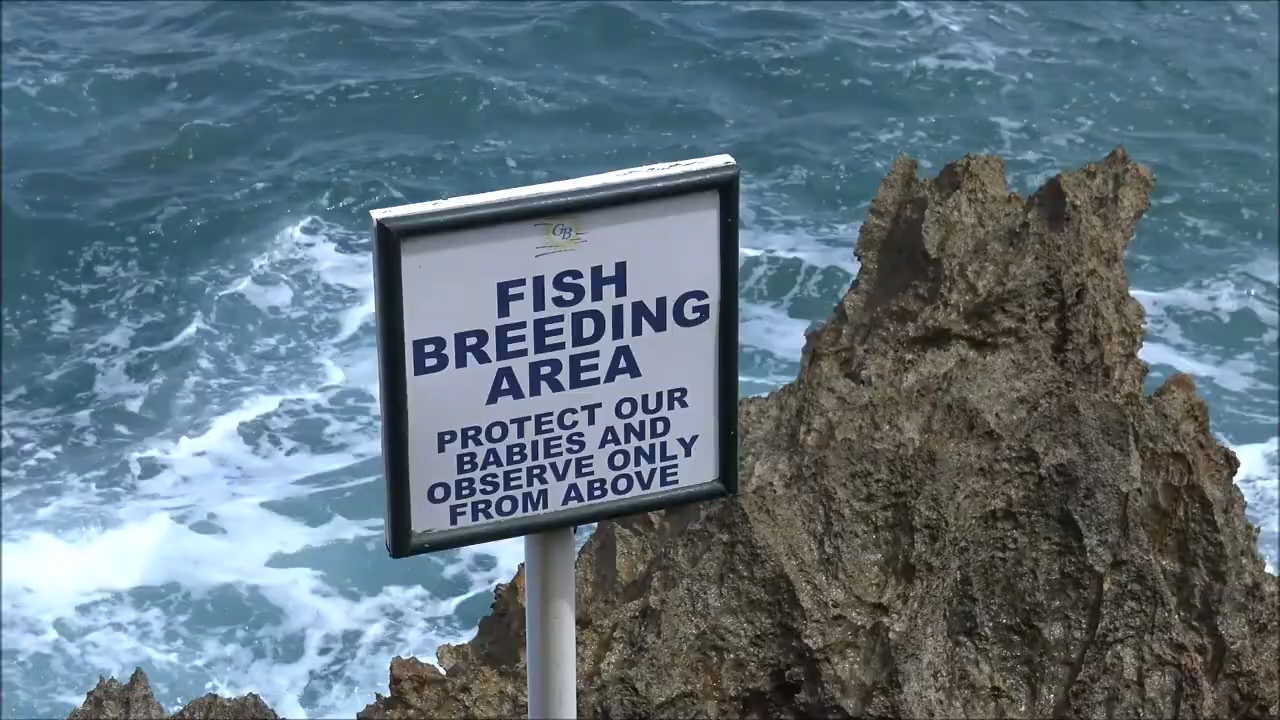 GB
FISH
BREEDING
AREA
PROTECT OUR
BABIES AND
OBSERVE ONLY
FROM ABOVE